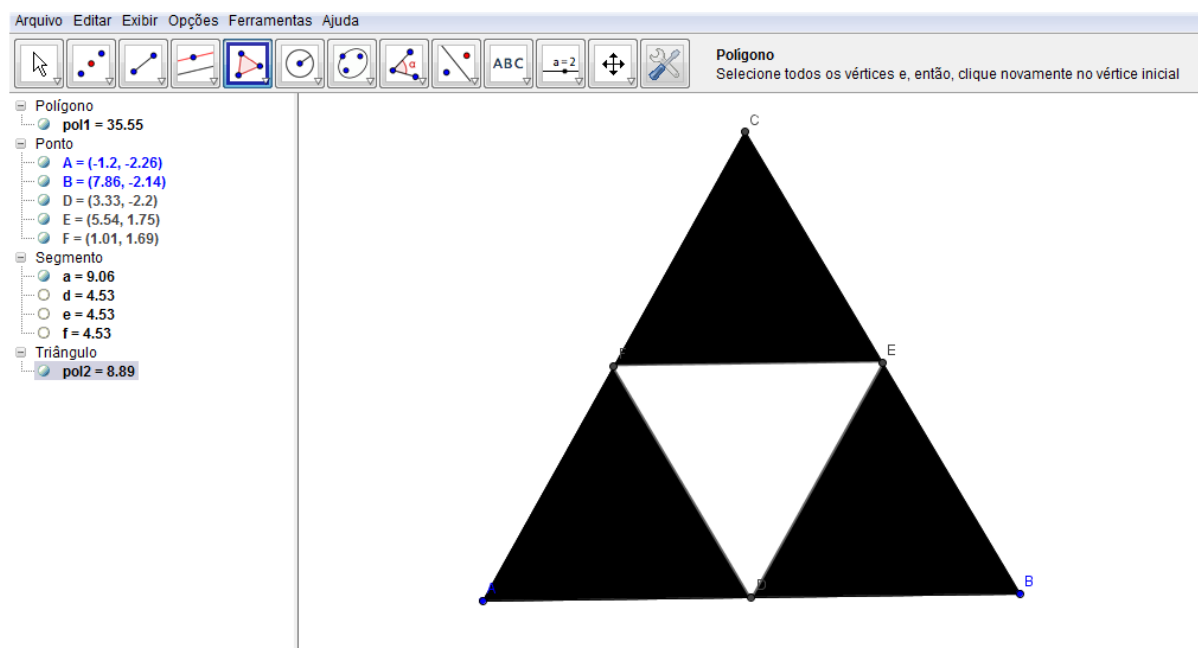 Arquivo Editar Exibir Opções Ferramentas Ajuda
ABC
a=2
α
Poligono
Selecione todos os vértices e, então, clique novamente no vértice inicial
Polígono
pol1 = 35.55
Ponto
A = (-1.2, -2.26)
B = (7.86, -2.14)
D = (3.33, -2.2)
E = (5.54, 1.75)
F = (1.01, 1.69)
Segmento
a = 9.06
d = 4.53
e = 4.53
f = 4.53
Triângulo
pol2 = 8.89
C
F
E
A
D
B